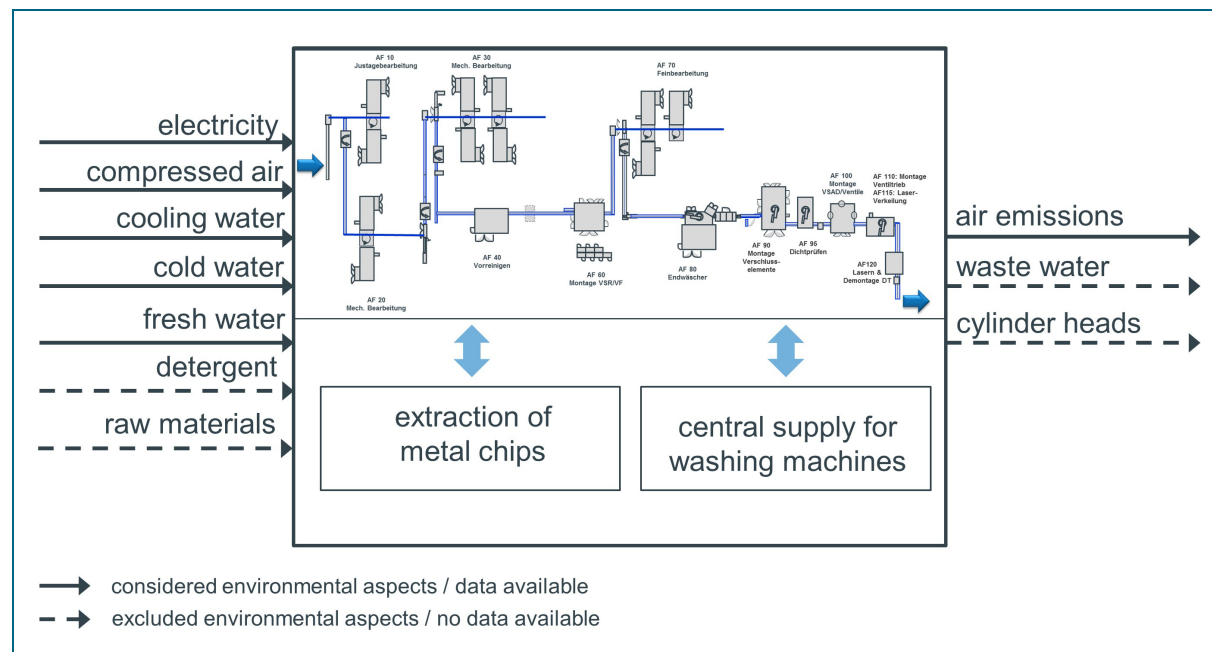 electricity
compressed air
cooling water
cold water
fresh water
detergent
raw materials
AF 10
Justagebearbeitung
AF 30
Mech. Bearbeitung
AF 70
Feinbearbeitung
AF 20
Mech. Bearbeitung
AF 40
Vorreinigen
AF 60
Montage VSR/VF
AF 80
Endwäscher
AF 90
Montage
Verschluss-
elemente
AF 95
Dichtprüfen
AF 100
Montage
VSAD/Ventile
AF 110: Montage
Ventiltrieb
AF115: Laser-
Verkeilung
AF120
Lasern &
Demontage DT
extraction of
metal chips
central supply for
washing machines
air emissions
waste water
cylinder heads
considered environmental aspects / data available
excluded environmental aspects / no data available